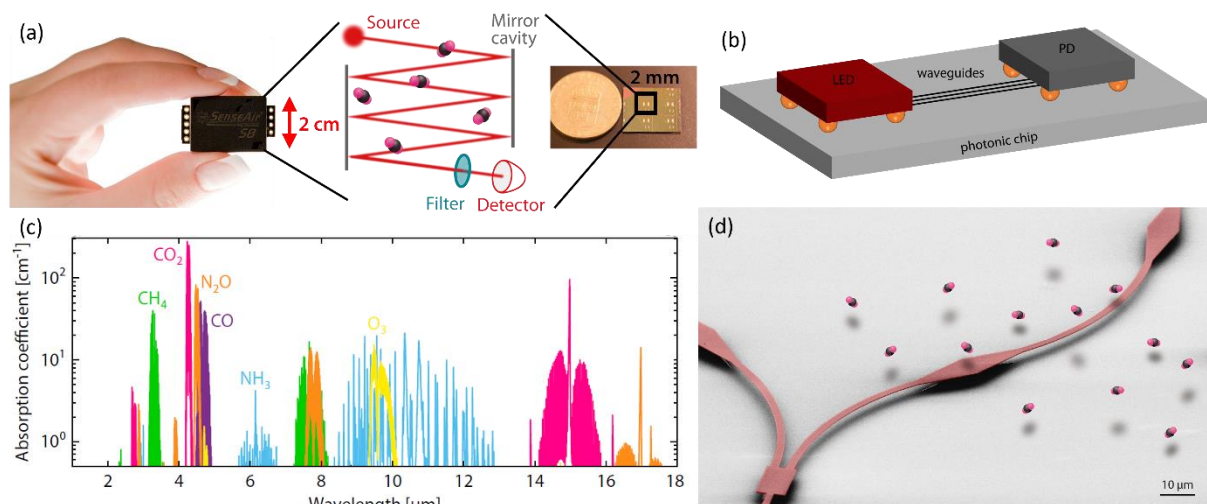 (a)
SenseAir
S8
2 cm
Source
Mirror
cavity
Filter
Detector
2 mm
(b)
LED
waveguides
PD
photonic chip
(c)
Absorption coefficient [cm⁻¹]
10²
10¹
10⁰
CH₄
CO₂
N₂O
CO
NH₃
O₃
2 4 6 8 10 12 14 16 18
Wavelength [μm]
(d)
10 μm